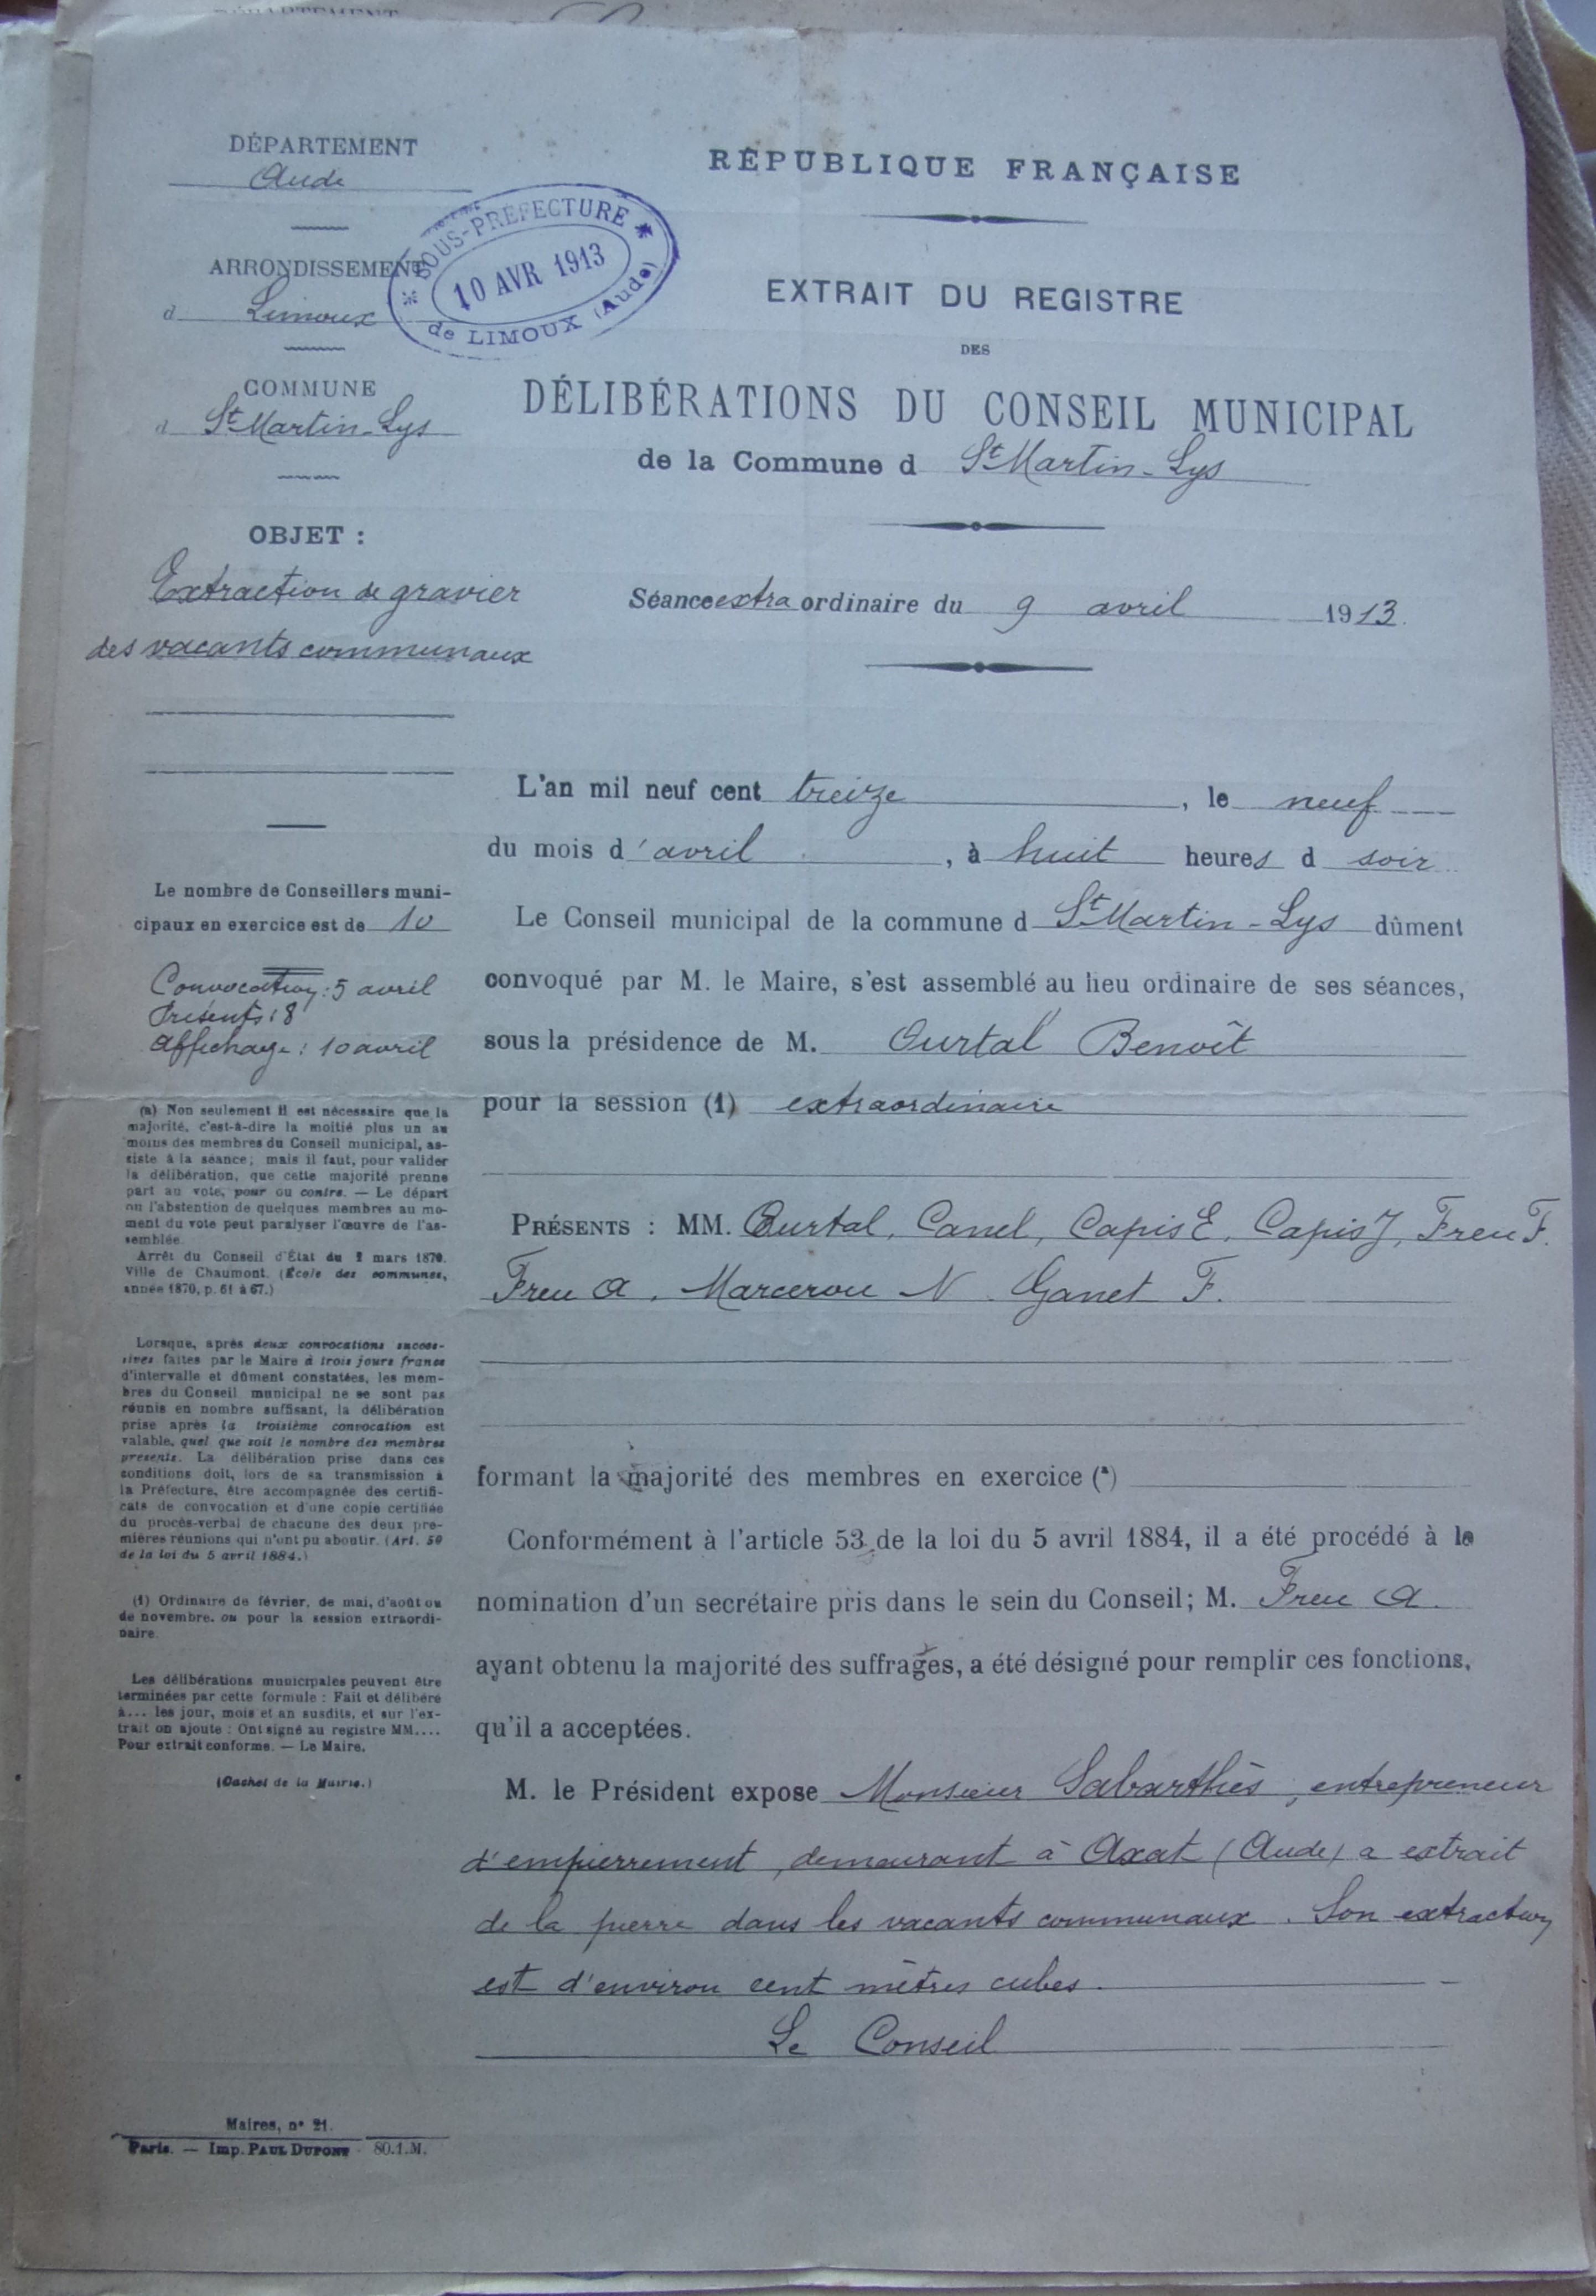 DÉPARTEMENT
Aude
ARRONDISSEMENT
d Limoux
COMMUNE
d St Martin-Lys
* SOUS-PRÉFECTURE *
10 AVR 1913
de LIMOUX (Aude)
RÉPUBLIQUE FRANÇAISE
EXTRAIT DU REGISTRE
DES
DÉLIBÉRATIONS DU CONSEIL MUNICIPAL
de la Commune d St Martin-Lys
OBJET :
Extraction de gravier
des vacants communaux
Séance extraordinaire du 9 avril 1913.
L'an mil neuf cent treize, le neuf
du mois d'avril, à huit heures d soir
Le Conseil municipal de la commune d St Martin-Lys dûment
convoqué par M. le Maire, s'est assemblé au lieu ordinaire de ses séances,
sous la présidence de M. Ourtal Benoît
pour la session (1) extraordinaire
PRÉSENTS : MM. Ourtal, Canel, Capis E, Capis J, Freu F.
Freu A, Marcerou N Ganet F.
formant la majorité des membres en exercice (a)
Conformément à l'article 53 de la loi du 5 avril 1884, il a été procédé à la
nomination d'un secrétaire pris dans le sein du Conseil; M. Freu A.
ayant obtenu la majorité des suffrages, a été désigné pour remplir ces fonctions,
qu'il a acceptées.
M. le Président expose Monsieur Sabarthès, entrepreneur
d'empierrement, demeurant à Axat (Aude) a extrait
de la pierre dans les vacants communaux. Son extraction
est d'environ cent mètres cubes.
Le Conseil
Le nombre de Conseillers muni-
cipaux en exercice est de 10
Convocation : 5 avril
Présents : 8
Affichage : 10 avril
(a) Non seulement il est nécessaire que la
majorité, c'est-à-dire la moitié plus un au
moins des membres du Conseil municipal, as-
siste à la séance; mais il faut, pour valider
la délibération, que cette majorité prenne
part au vote, pour ou contre. — Le départ
ou l'abstention de quelques membres au mo-
ment du vote peut paralyser l'œuvre de l'as-
semblée.
Arrêt du Conseil d'État du 2 mars 1870.
Ville de Chaumont. (École des communes,
année 1870, p. 61 à 67.)
Lorsque, après deux convocations succes-
sives faites par le Maire à trois jours francs
d'intervalle et dûment constatées, les mem-
bres du Conseil municipal ne se sont pas
réunis en nombre suffisant, la délibération
prise après la troisième convocation est
valable, quel que soit le nombre des membres
présents. La délibération prise dans ces
conditions doit, lors de sa transmission à
la Préfecture, être accompagnée des certifi-
cats de convocation et d'une copie certifiée
du procès-verbal de chacune des deux pre-
mières réunions qui n'ont pu aboutir. (Art. 50
de la loi du 5 avril 1884.)
(1) Ordinaire de février, de mai, d'août ou
de novembre. ou pour la session extraordi-
naire.
Les délibérations municipales peuvent être
terminées par cette formule : Fait et délibéré
à... les jour, mois et an susdits, et sur l'ex-
trait on ajoute : Ont signé au registre MM....
Pour extrait conforme. — Le Maire.
(Cachet de la Mairie.)
Maires, n° 21.
Paris. — Imp. PAUL DUPONT 80.1.M.